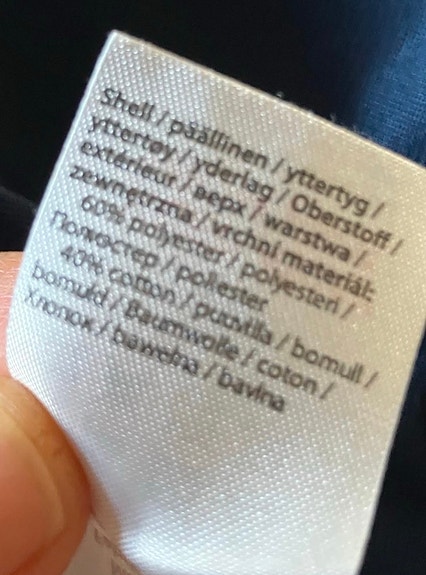 Shell / päällinen / yttertyg /
yttertøy / yderlag / Oberstoff /
extérieur / верх / warstwa /
zewnętrzna / vrchní materiál:
60% polyester / polyesteri /
Полиэстер / poliester
40% cotton / puuvilla / bomull /
bomuld / Baumwolle / coton /
Хлопок / bawełna / bavlna